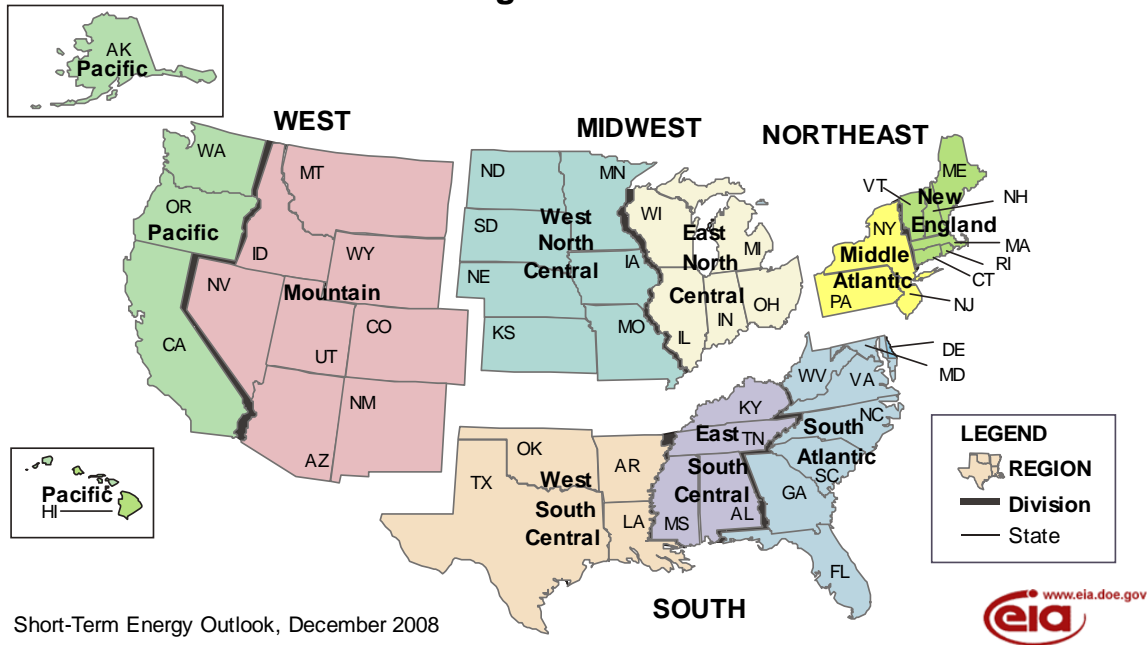 AK
Pacific
WEST
MIDWEST
NORTHEAST
WA
MT
ND
MN
WI
MI
VT
ME
NH
OR
Pacific
ID
WY
SD
West
North
Central
East
North
Central
New
England
NY
MA
Middle
Atlantic
RI
CT
NV
Mountain
NE
IA
OH
PA
NJ
CA
UT
CO
KS
MO
IL
IN
DE
MD
WV
VA
AZ
NM
KY
NC
OK
TX
AR
East
TN
South
Atlantic
West
South
Central
South
Central
SC
GA
LA
MS
AL
FL
Pacific
HI
SOUTH
LEGEND
REGION
Division
State
Short-Term Energy Outlook, December 2008
eia
www.eia.doe.gov